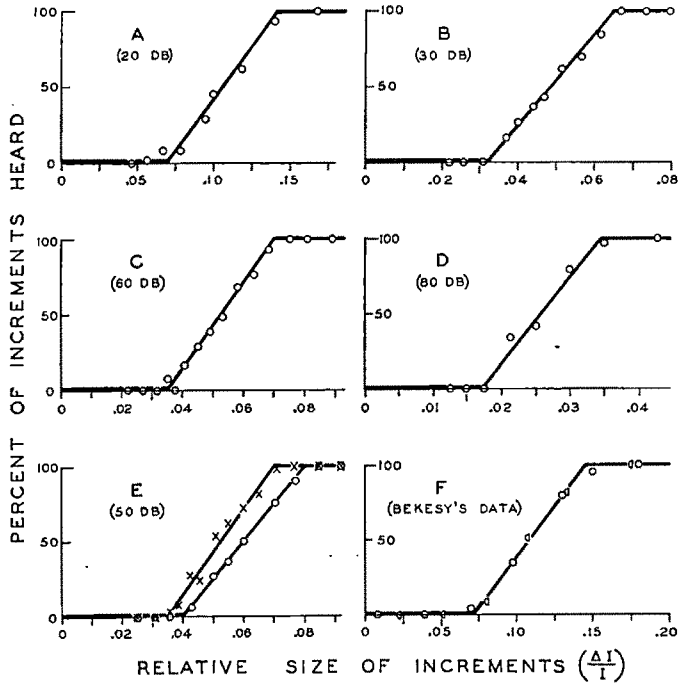 PERCENT OF INCREMENTS HEARD
A
(20 DB)
100
50
0
0 .05 .10 .15
B
(30 DB)
100
50
0
0 .02 .04 .06 .08
C
(60 DB)
100
50
0
0 .02 .04 .06 .08
D
(80 DB)
100
50
0 .01 .02 .03 .04
E
(50 DB)
100
50
0
0 .02 .04 .06 .08
F
(BEKESY'S DATA)
100
50
0 .05 0.10 0.15 .20
RELATIVE SIZE OF INCREMENTS (ΔI/I)